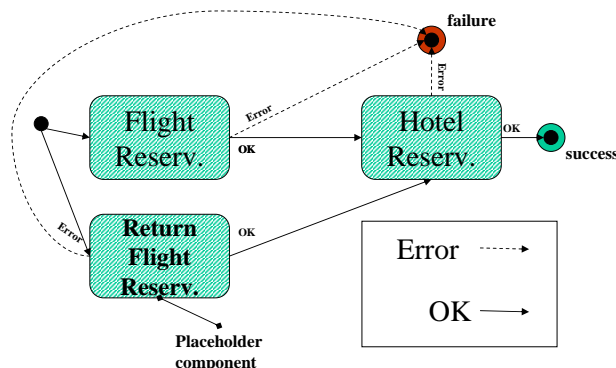 failure
Error
Error
Flight
Reserv.
OK
Hotel
Reserv.
OK
success
Error
Return
Flight
Reserv.
OK
Placeholder
component
Error
OK